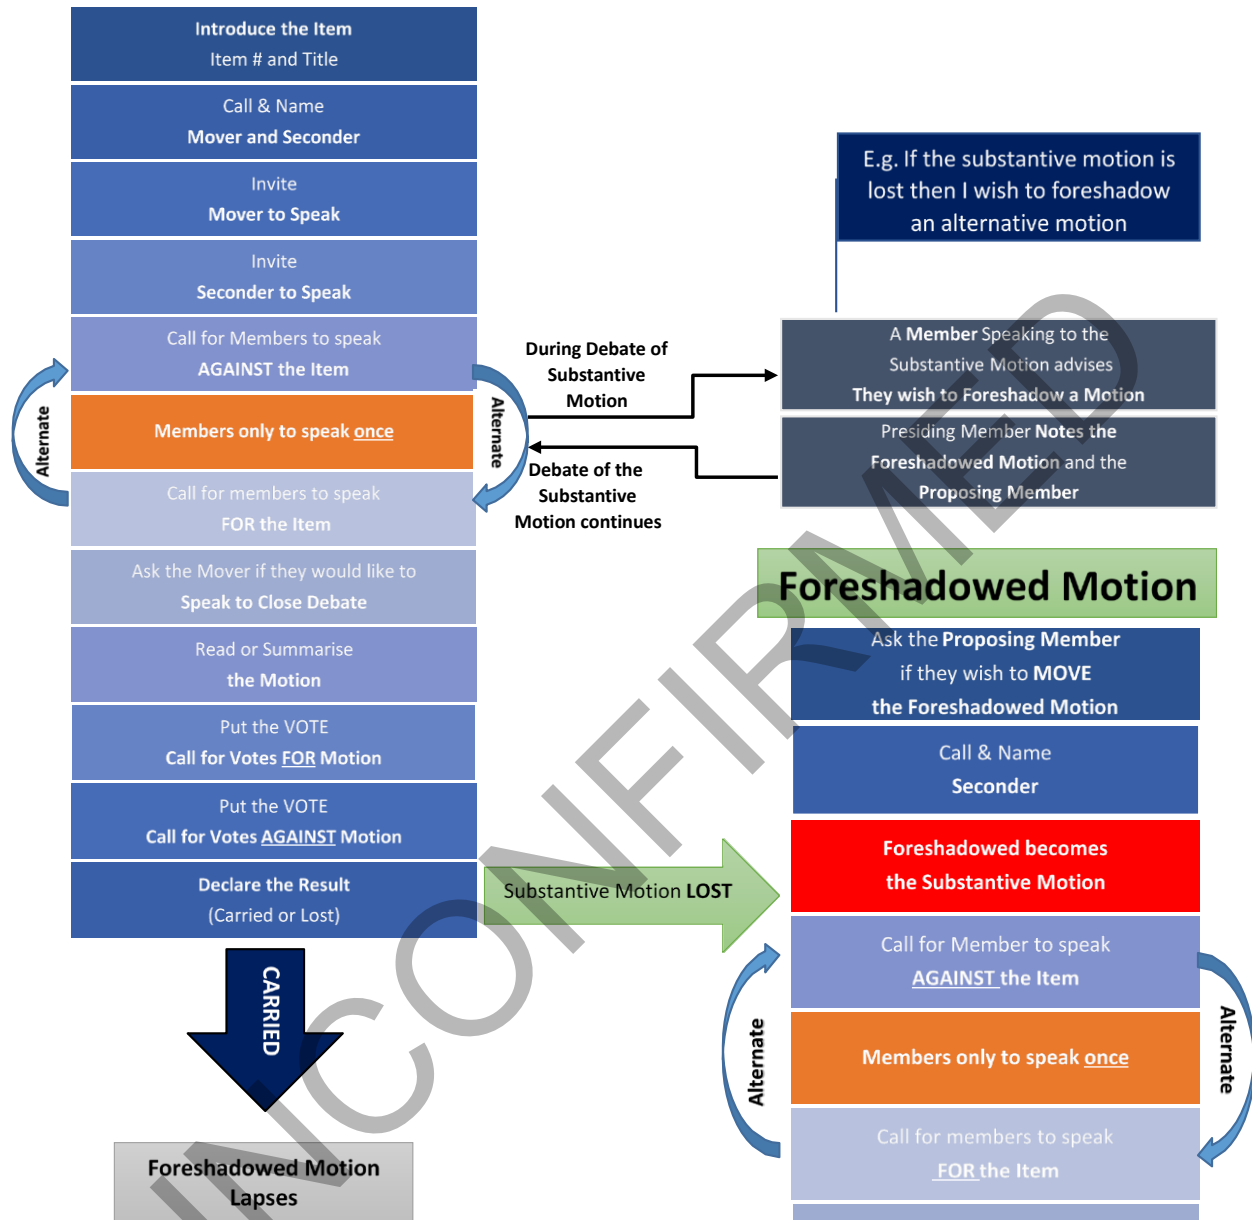 Introduce the Item
Item # and Title
Call & Name
Mover and Seconder
Invite
Mover to Speak
Invite
Seconder to Speak
Call for Members to speak
AGAINST the Item
Members only to speak once
Call for members to speak
FOR the Item
Alternate
Alternate
Ask the Mover if they would like to
Speak to Close Debate
Read or Summarise
the Motion
Put the VOTE
Call for Votes FOR Motion
Put the VOTE
Call for Votes AGAINST Motion
Declare the Result
(Carried or Lost)
CARRIED
Foreshadowed Motion
Lapses
During Debate of
Substantive
Motion
Debate of the
Substantive
Motion continues
E.g. If the substantive motion is
lost then I wish to foreshadow
an alternative motion
A Member Speaking to the
Substantive Motion advises
They wish to Foreshadow a Motion
Presiding Member Notes the
Foreshadowed Motion and the
Proposing Member
Substantive Motion LOST
Foreshadowed Motion
Ask the Proposing Member
if they wish to MOVE
the Foreshadowed Motion
Call & Name
Seconder
Foreshadowed becomes
the Substantive Motion
Call for Member to speak
AGAINST the Item
Members only to speak once
Call for members to speak
FOR the Item
Alternate
Alternate
NCONFIRMED